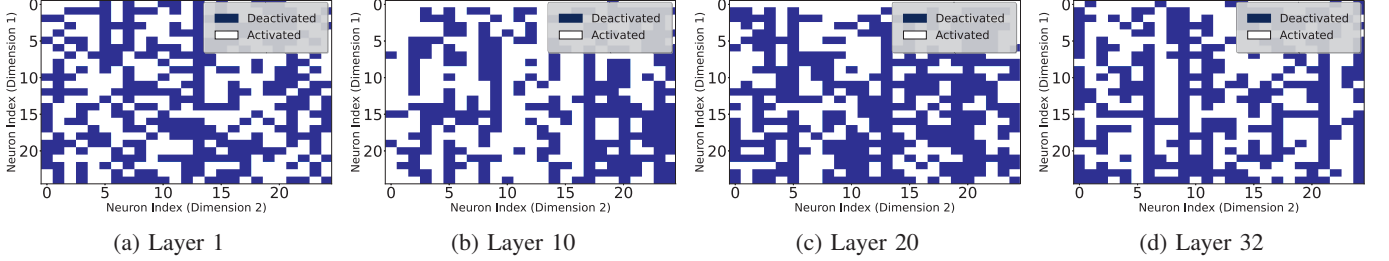 Neuron Index (Dimension 1)
0
5
10
15
20
Deactivated
Activated
0 5 10 15 20
Neuron Index (Dimension 2)
(a) Layer 1
Neuron Index (Dimension 1)
0
5
10
15
20
Deactivated
Activated
0 5 10 15 20
Neuron Index (Dimension 2)
(b) Layer 10
Neuron Index (Dimension 1)
0
5
10
15
20
Deactivated
Activated
0 5 10 15 20
Neuron Index (Dimension 2)
(c) Layer 20
Neuron Index (Dimension 1)
0
5
10
15
20
Deactivated
Activated
0 5 10 15 20
Neuron Index (Dimension 2)
(d) Layer 32